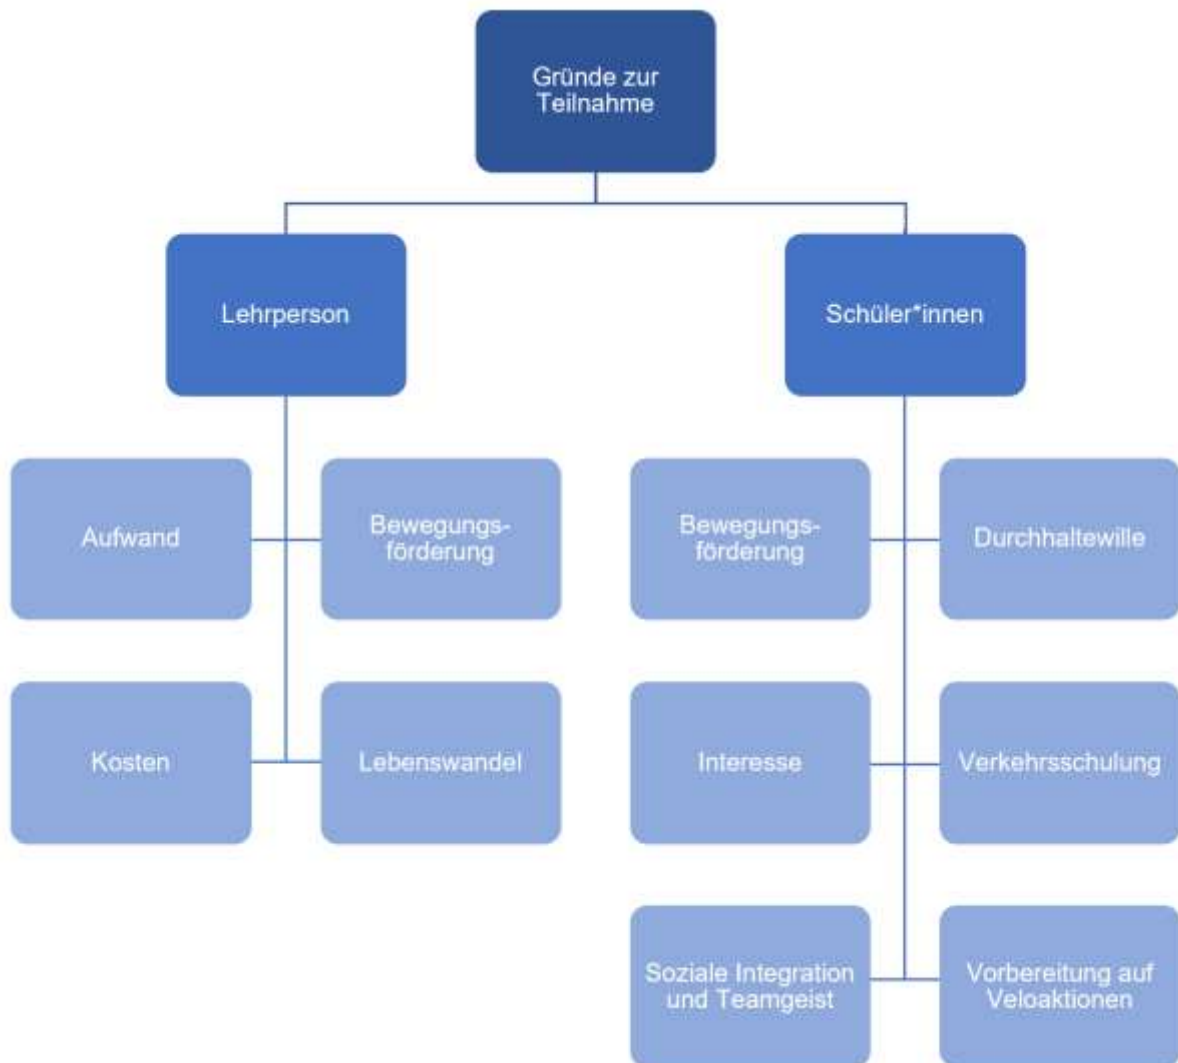 Gründe zur
Teilnahme
Lehrperson
Schüler*innen
Aufwand
Bewegungs-
förderung
Bewegungs-
förderung
Durchhaltewille
Kosten
Lebenswandel
Interesse
Verkehrsschulung
Soziale Integration
und Teamgeist
Vorbereitung auf
Veloaktionen